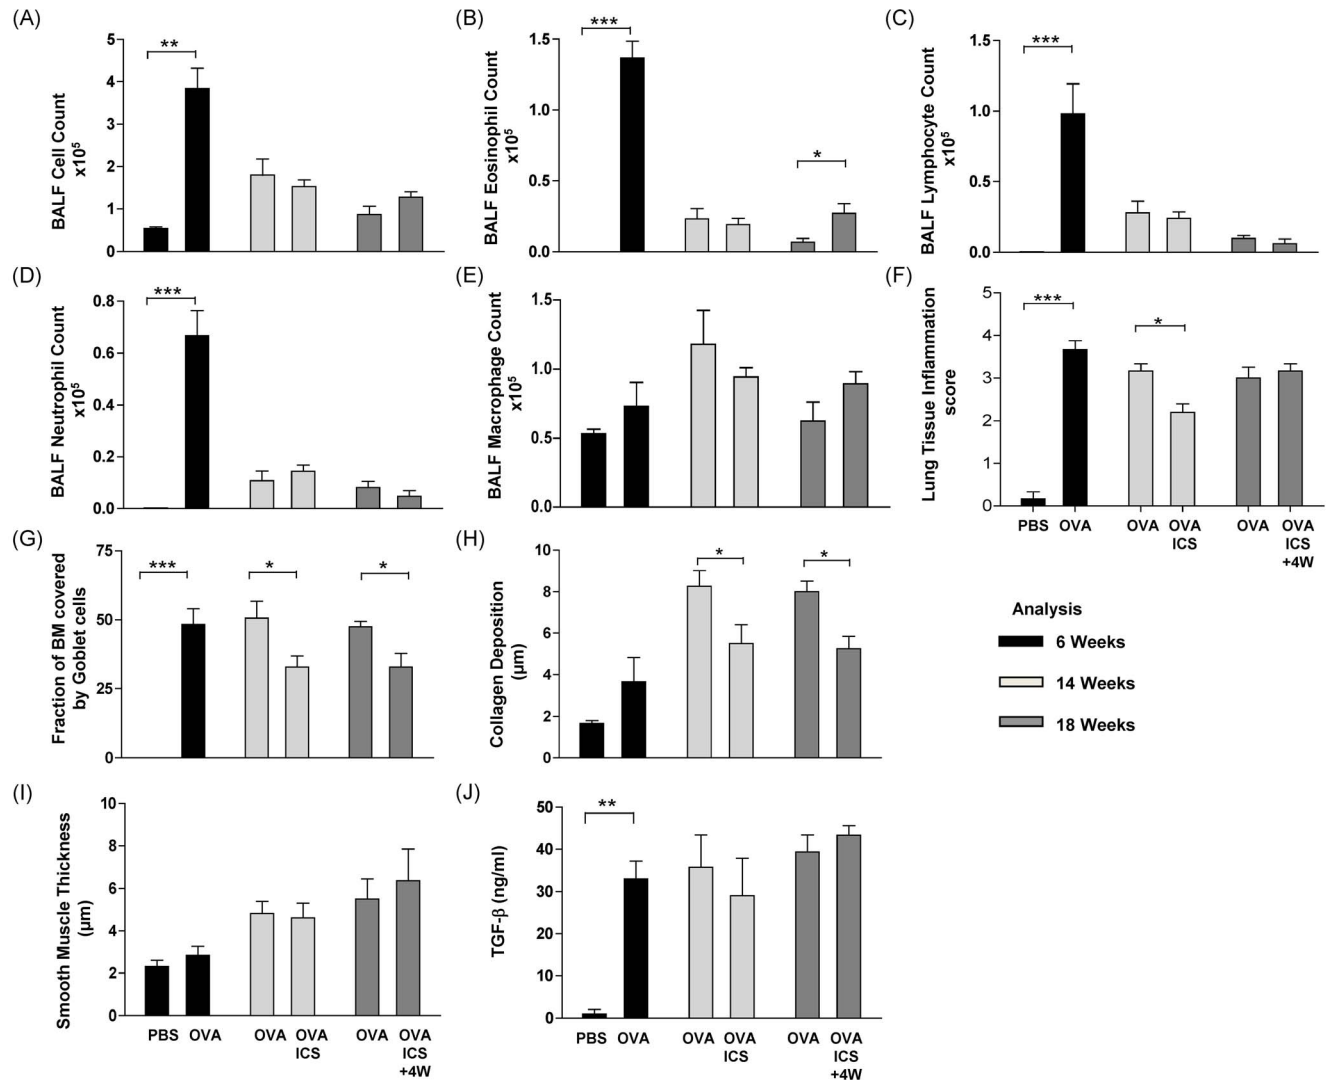 (A)
BALF Cell Count
x10⁵
5
4
3
2
1
0
**
(B)
BALF Eosinophil Count
x10⁵
1.5
1.0
0.5
0.0
***
*
(C)
BALF Lymphocyte Count
x10⁵
1.5
1.0
0.5
0.0
***
(D)
BALF Neutrophil Count
x10⁵
0.8
0.6
0.4
0.2
0.0
***
(E)
BALF Macrophage Count
x10⁵
1.5
1.0
0.5
0.0
(F)
Lung Tissue Inflammation
score
5
4
3
2
1
0
***
*
PBS OVA OVA OVA OVA OVA
ICS ICS
+4W
(G)
Fraction of BM covered
by Goblet cells
75
50
25
0
***
*
*
(H)
Collagen Deposition
(µm)
10
8
6
4
2
0
*
*
Analysis
6 Weeks
14 Weeks
18 Weeks
(I)
Smooth Muscle Thickness
(µm)
10
8
6
4
2
0
PBS OVA OVA OVA OVA OVA
ICS ICS
+4W
(J)
TGF-β (ng/ml)
50
40
30
20
10
0
**
PBS OVA OVA OVA OVA OVA
ICS ICS
+4W